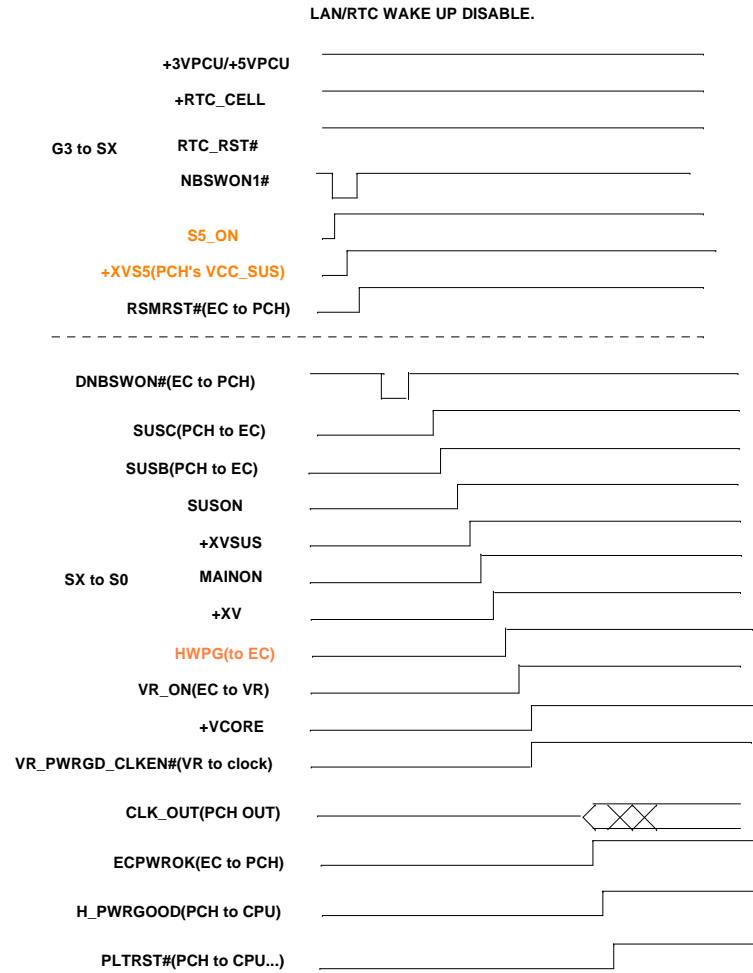 LAN/RTC WAKE UP DISABLE.
+3VPCU/+5VPCU
+RTC_CELL
G3 to SX
RTC_RST#
NBSWON1#
S5_ON
+XVS5(PCH's VCC_SUS)
RSMRST#(EC to PCH)
DNBSWON#(EC to PCH)
SUSC(PCH to EC)
SUSB(PCH to EC)
SUSON
+XVSUS
SX to S0
MAINON
+XV
HWPG(to EC)
VR_ON(EC to VR)
+VCORE
VR_PWRGD_CLKEN#(VR to clock)
CLK_OUT(PCH OUT)
ECPWROK(EC to PCH)
H_PWRGOOD(PCH to CPU)
PLTRST#(PCH to CPU...)